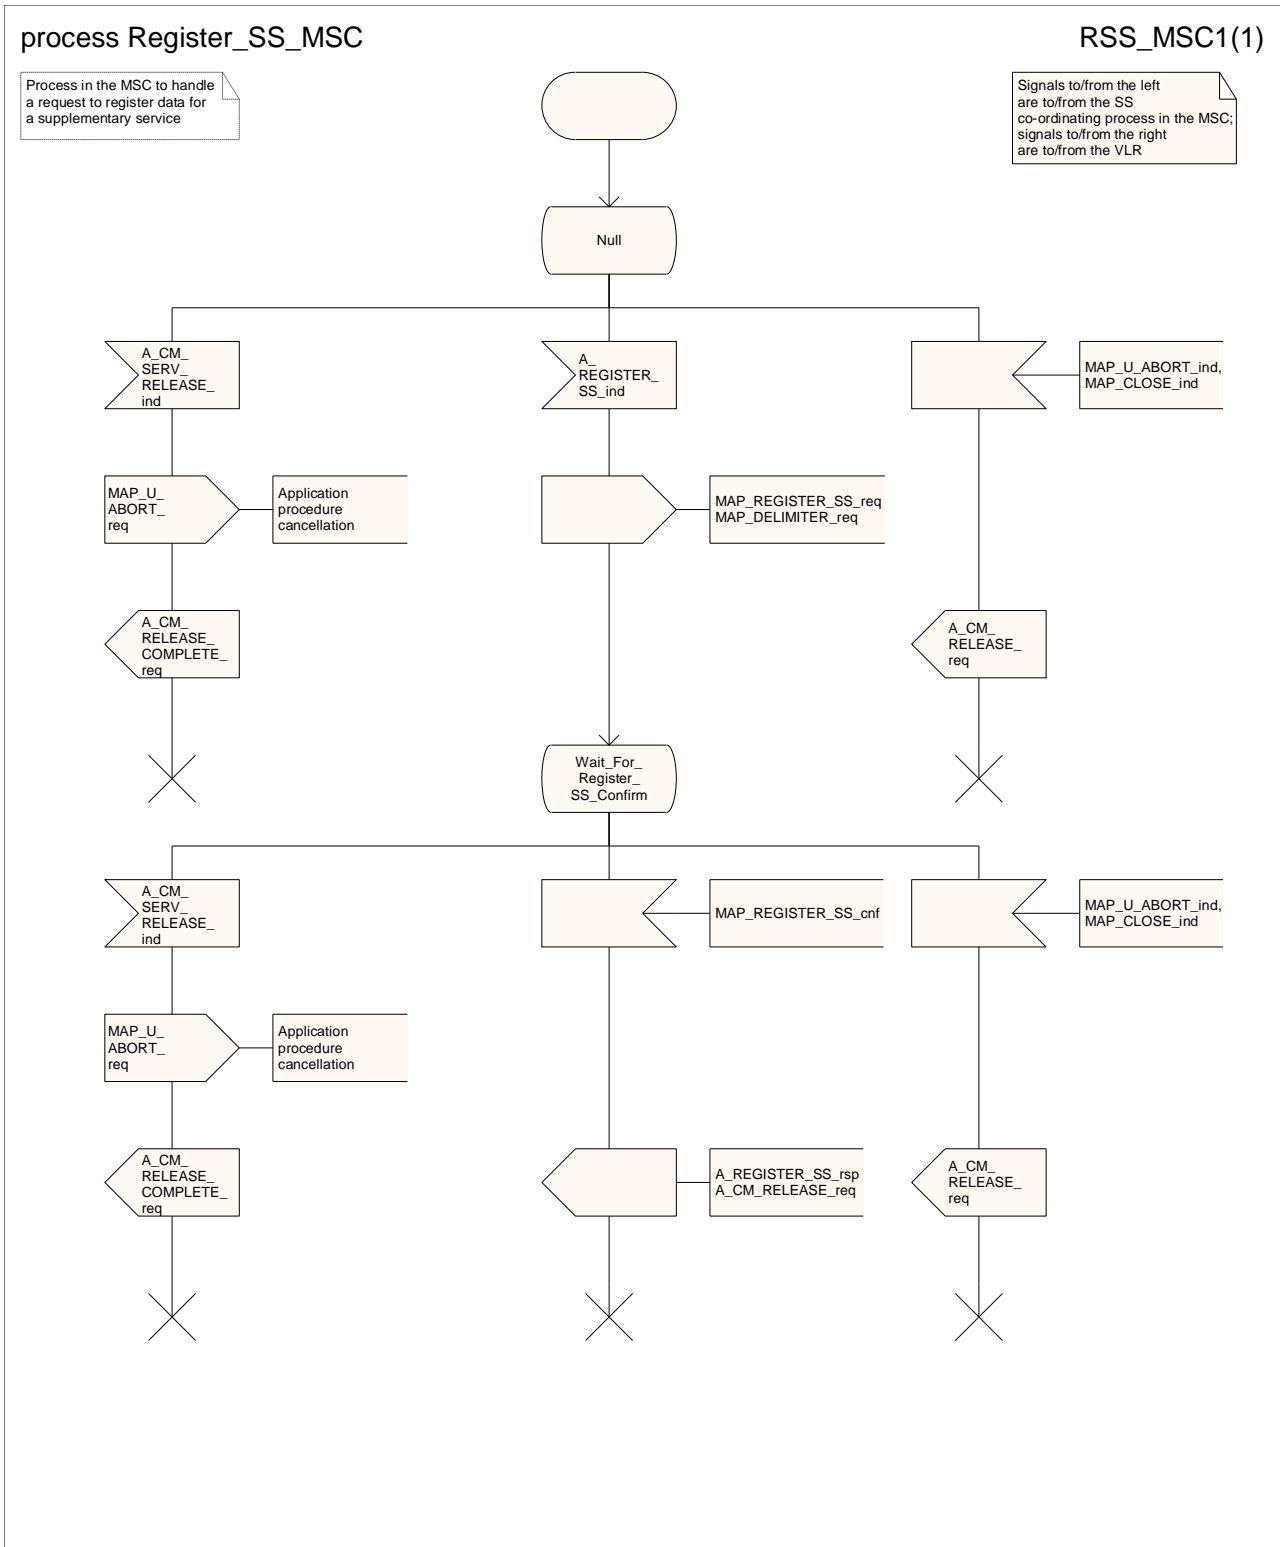 process Register_SS_MSC
RSS_MSC1(1)
Process in the MSC to handle
a request to register data for
a supplementary service
Signals to/from the left
are to/from the SS
co-ordinating process in the MSC;
signals to/from the right
are to/from the VLR
Null
A_CM_
SERV_
RELEASE_
ind
A_
REGISTER_
SS_ind
MAP_U_ABORT_ind,
MAP_CLOSE_ind
MAP_U_
ABORT_
req
Application
procedure
cancellation
MAP_REGISTER_SS_req
MAP_DELIMITER_req
A_CM_
RELEASE_
COMPLETE_
req
A_CM_
RELEASE_
req
Wait_For_
Register_
SS_Confirm
A_CM_
SERV_
RELEASE_
ind
MAP_REGISTER_SS_cnf
MAP_U_ABORT_ind,
MAP_CLOSE_ind
MAP_U_
ABORT_
req
Application
procedure
cancellation
A_CM_
RELEASE_
COMPLETE_
req
A_REGISTER_SS_rsp
A_CM_RELEASE_req
A_CM_
RELEASE_
req